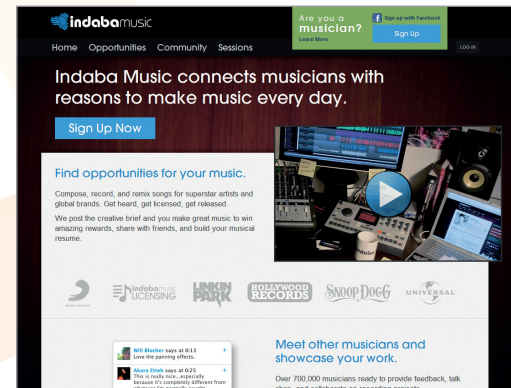 indabamusic
Are you a
musician?
Learn More
Sign up with Facebook
Sign Up
Home Opportunities Community Sessions
LOG IN
Indaba Music connects musicians with
reasons to make music every day.
Sign Up Now
Find opportunities for your music.
Compose, record, and remix songs for superstar artists and
global brands. Get heard, get licensed, get released.
We post the creative brief and you make great music to win
amazing rewards, share with friends, and build your musical
resume.
indabamusic
LICENSING
LINKIN
PARK
HOLLYWOOD
RECORDS
SNOOP DOGG
UNIVERSAL
Will Blocher says at 0:13
Love the panning effects.
Akara Etteh says at 0:25
This is really nice...especially
because it's completely different from
Meet other musicians and
showcase your work.
Over 700,000 musicians ready to provide feedback, talk